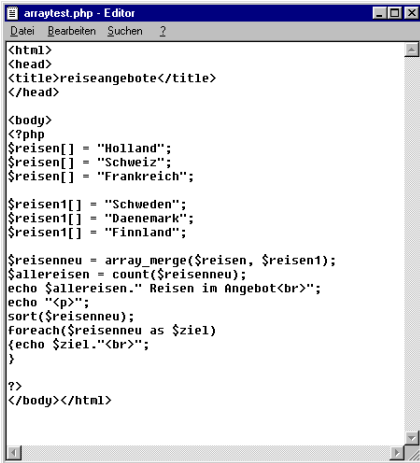 arraytest.php - Editor
Datei Bearbeiten Suchen ?
<html>
<head>
<title>reiseangebote</title>
</head>
<body>
<?php
$reisen[] = "Holland";
$reisen[] = "Schweiz";
$reisen[] = "Frankreich";
$reisen1[] = "Schweden";
$reisen1[] = "Daenemark";
$reisen1[] = "Finnland";
$reisenneu = array_merge($reisen, $reisen1);
$allereisen = count($reisenneu);
echo $allereisen." Reisen im Angebot<br>";
echo "<p>";
sort($reisenneu);
foreach($reisenneu as $ziel)
{echo $ziel."<br>";
}
?>
</body></html>